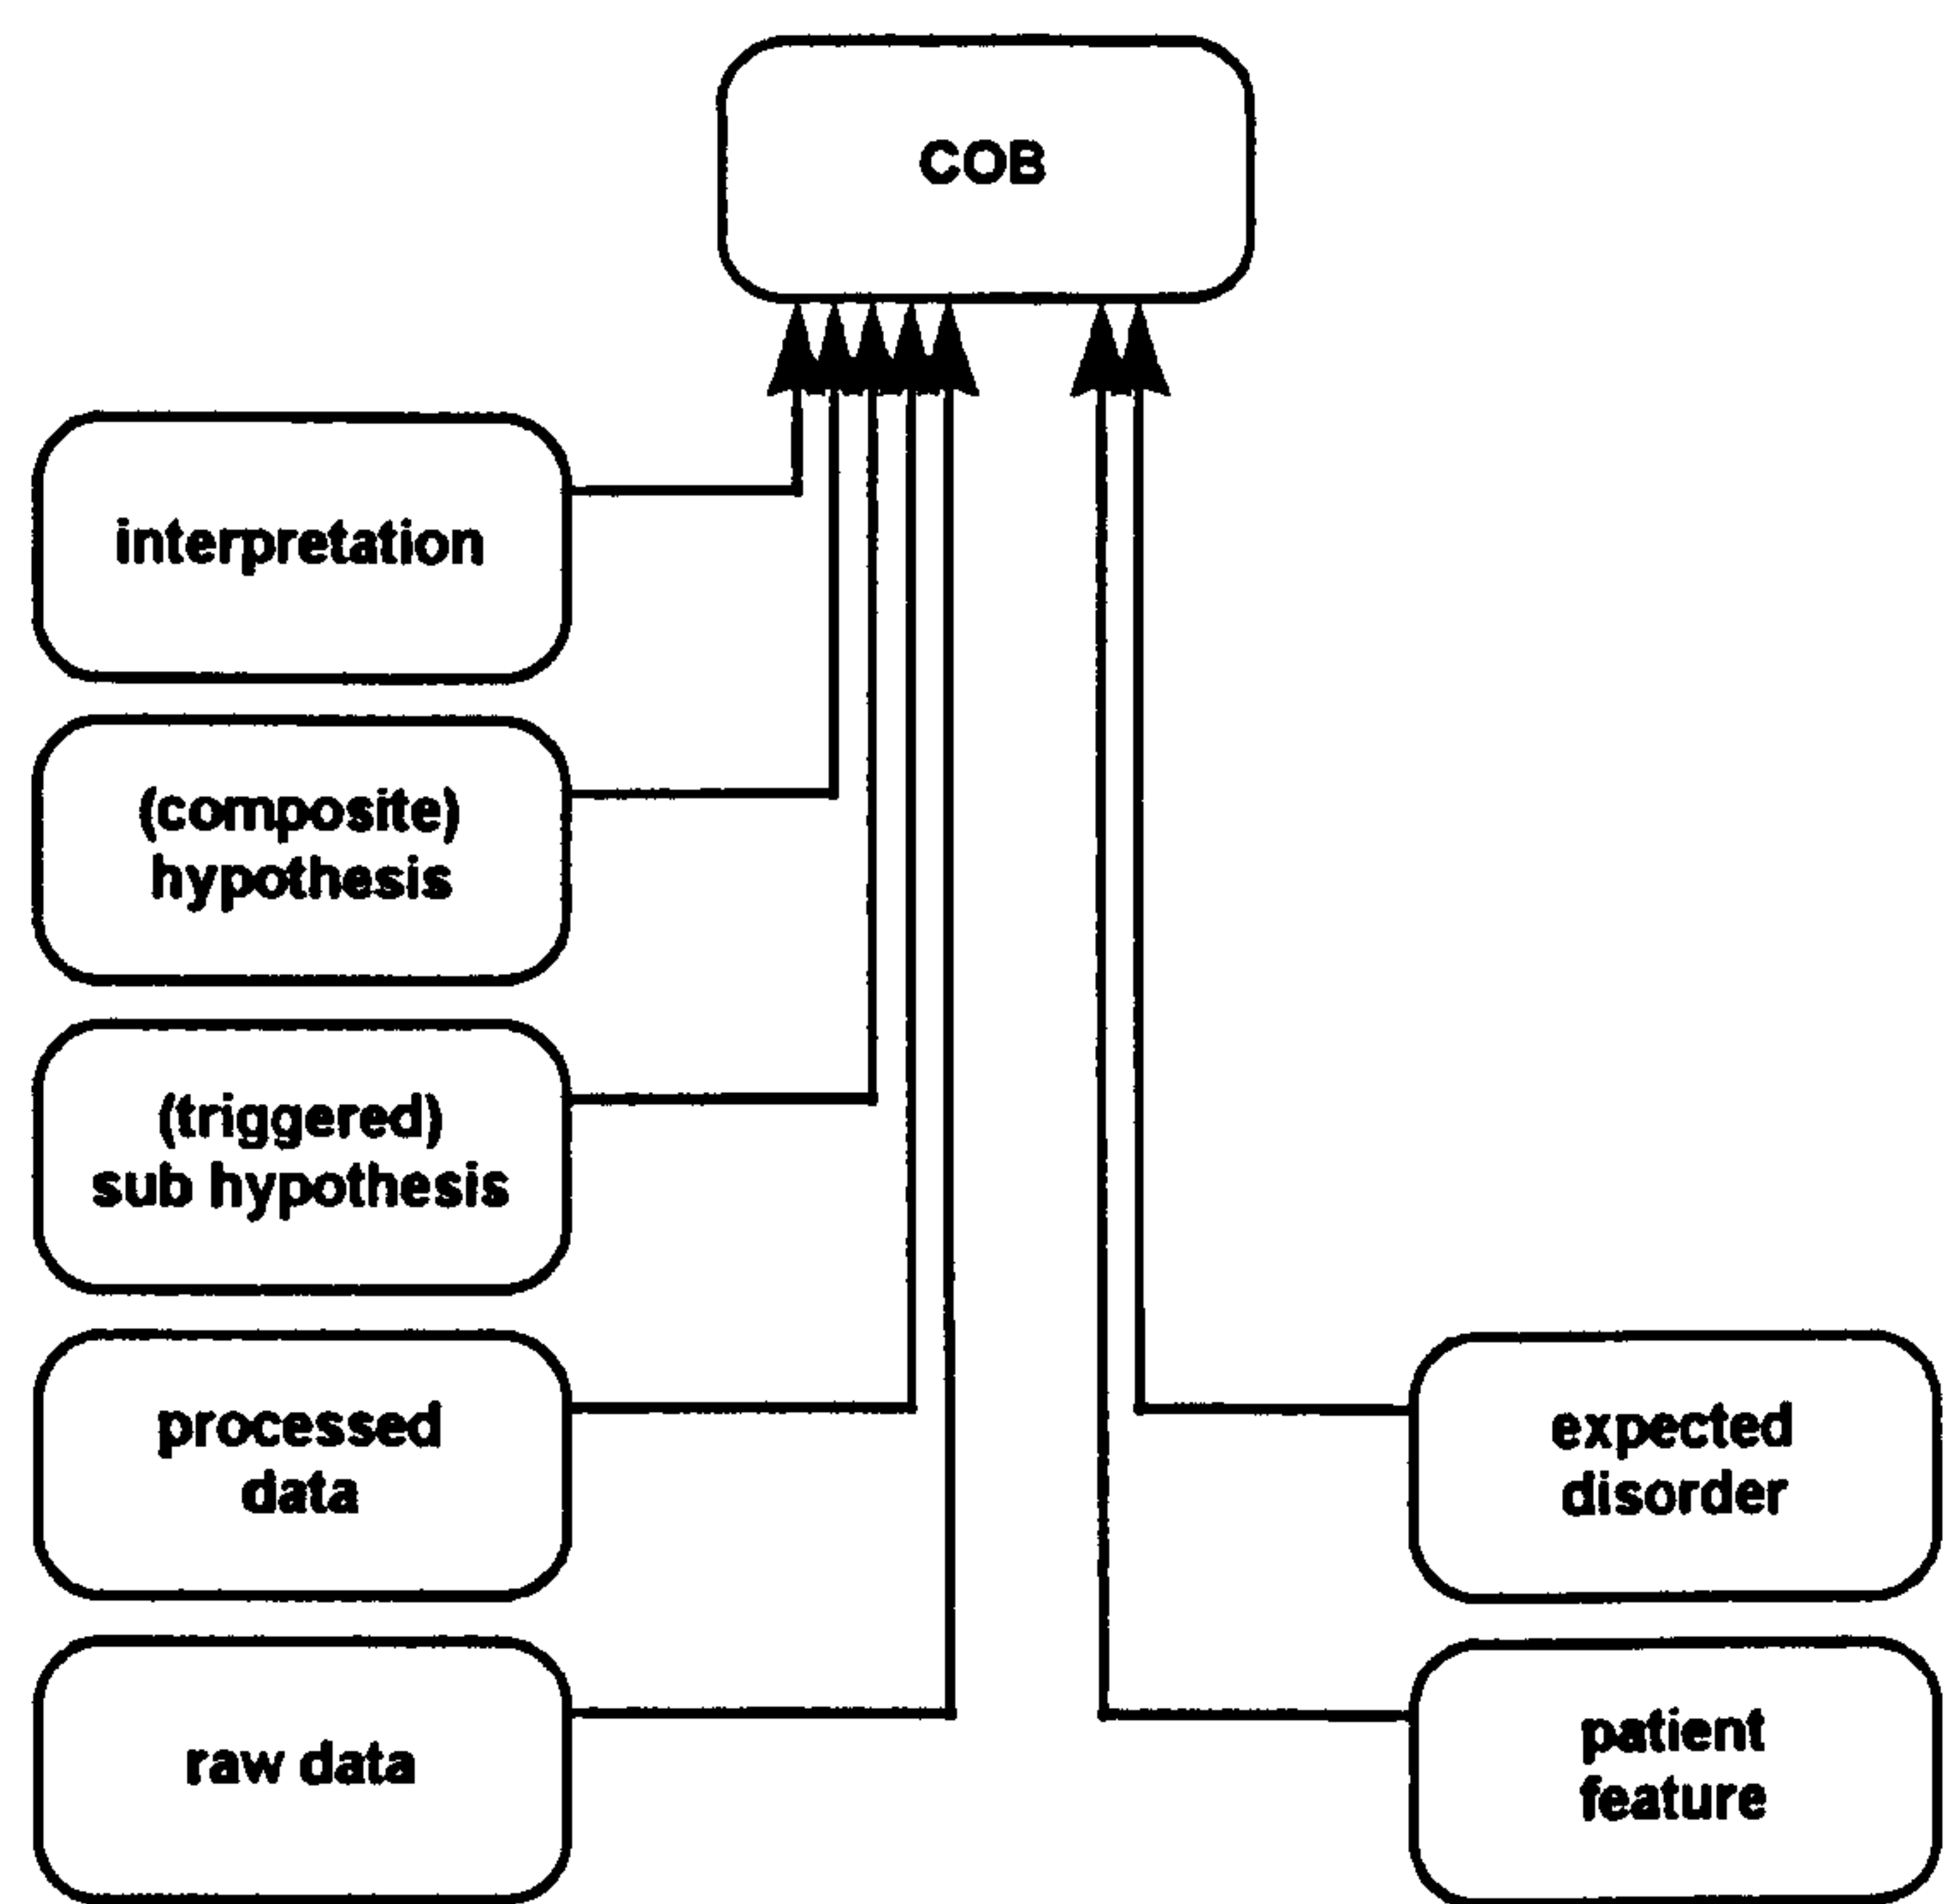 COB
interpretation
(composite)
hypothesis
(triggered)
sub hypothesis
processed
data
raw data
expected
disorder
patient
feature